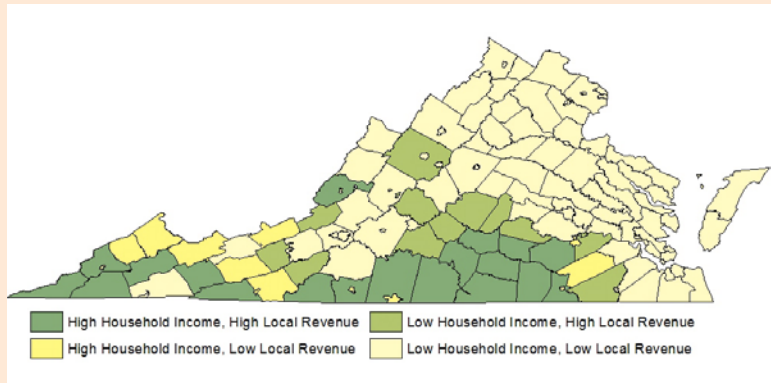 High Household Income, High Local Revenue
Low Household Income, High Local Revenue
High Household Income, Low Local Revenue
Low Household Income, Low Local Revenue